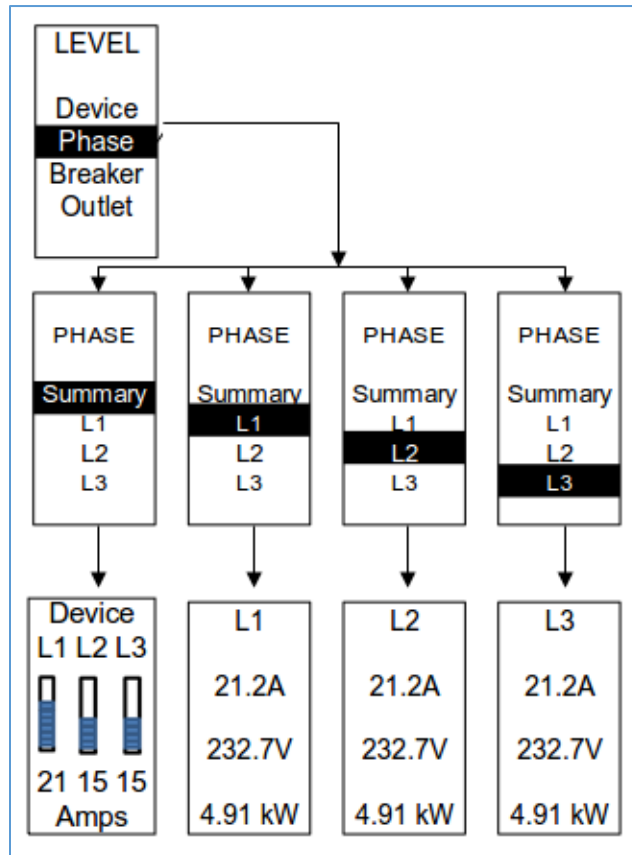 LEVEL
Device
Phase
Breaker
Outlet
PHASE
Summary
L1
L2
L3
PHASE
Summary
L1
L2
L3
PHASE
Summary
L1
L2
L3
PHASE
Summary
L1
L2
L3
Device
L1 L2 L3
21 15 15
Amps
L1
21.2A
232.7V
4.91 kW
L2
21.2A
232.7V
4.91 kW
L3
21.2A
232.7V
4.91 kW